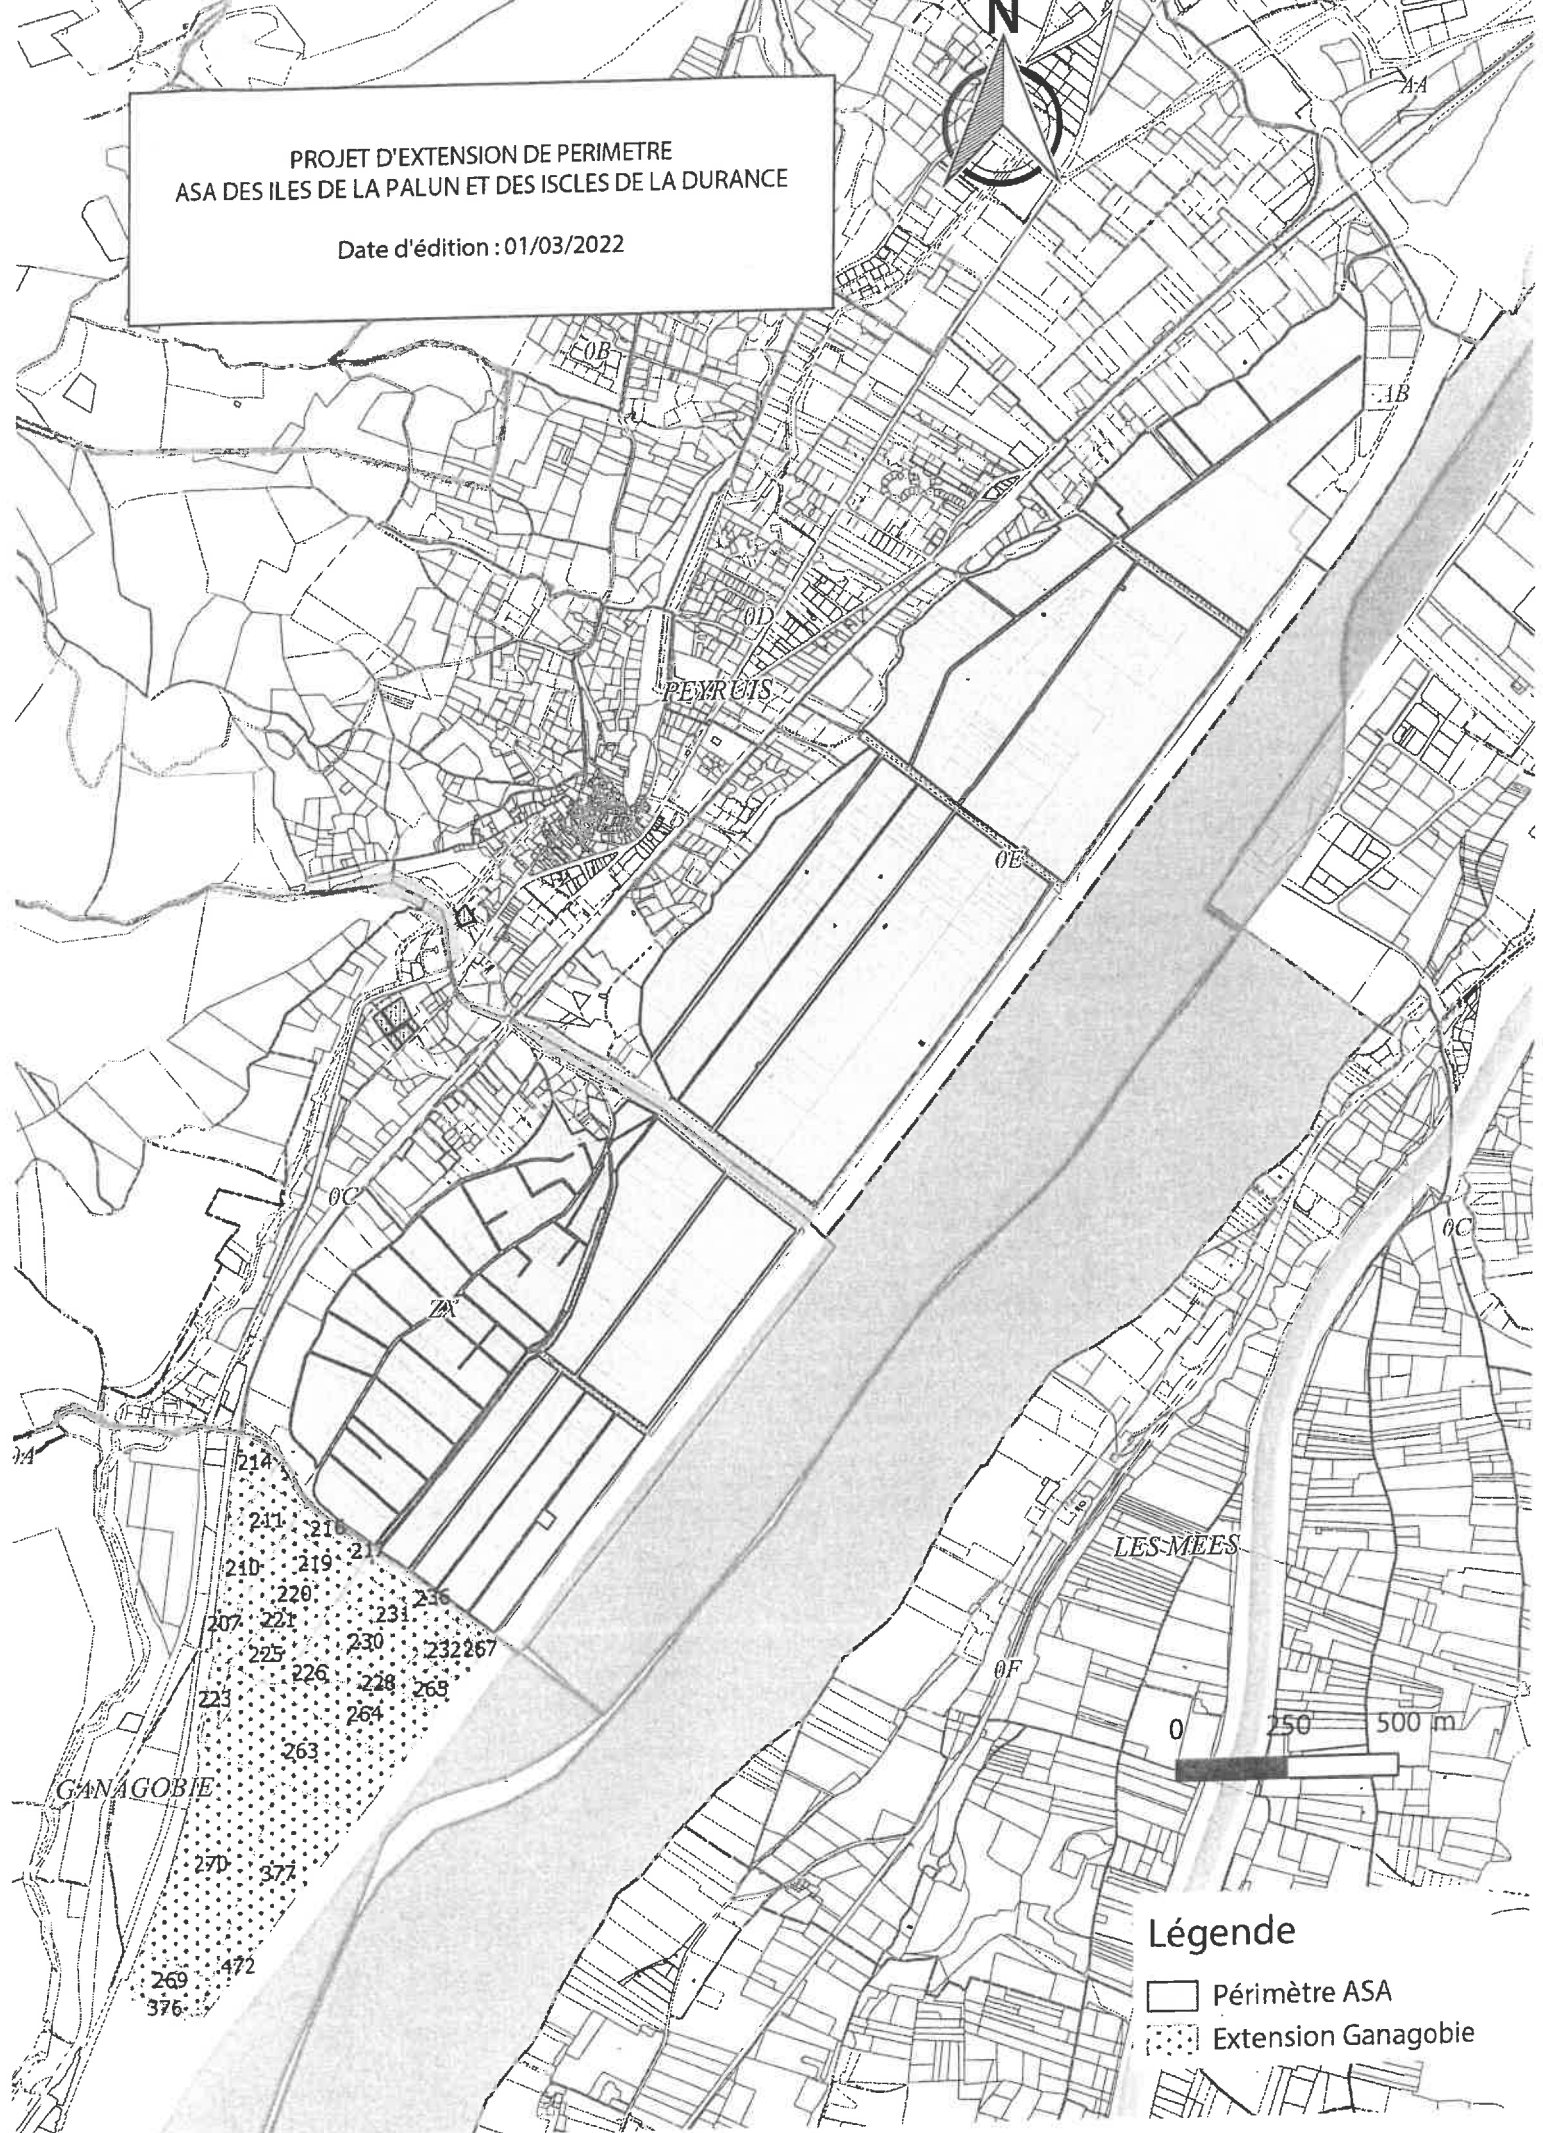 N
AA
PROJET D'EXTENSION DE PERIMETRE
ASA DES ILES DE LA PALUN ET DES ISCLES DE LA DURANCE
Date d'édition : 01/03/2022
0B
AB
0D
PEYRUIS
0E
0C
0C
ZX
0A
214
211
216
217
210
219
220
236
231
207
221
230
232
267
225
226
228
265
223
264
263
LES MÉES
0F
0
250
500 m
GANAGOBIE
270
377
472
269
376
Légende
Périmètre ASA
Extension Ganagobie